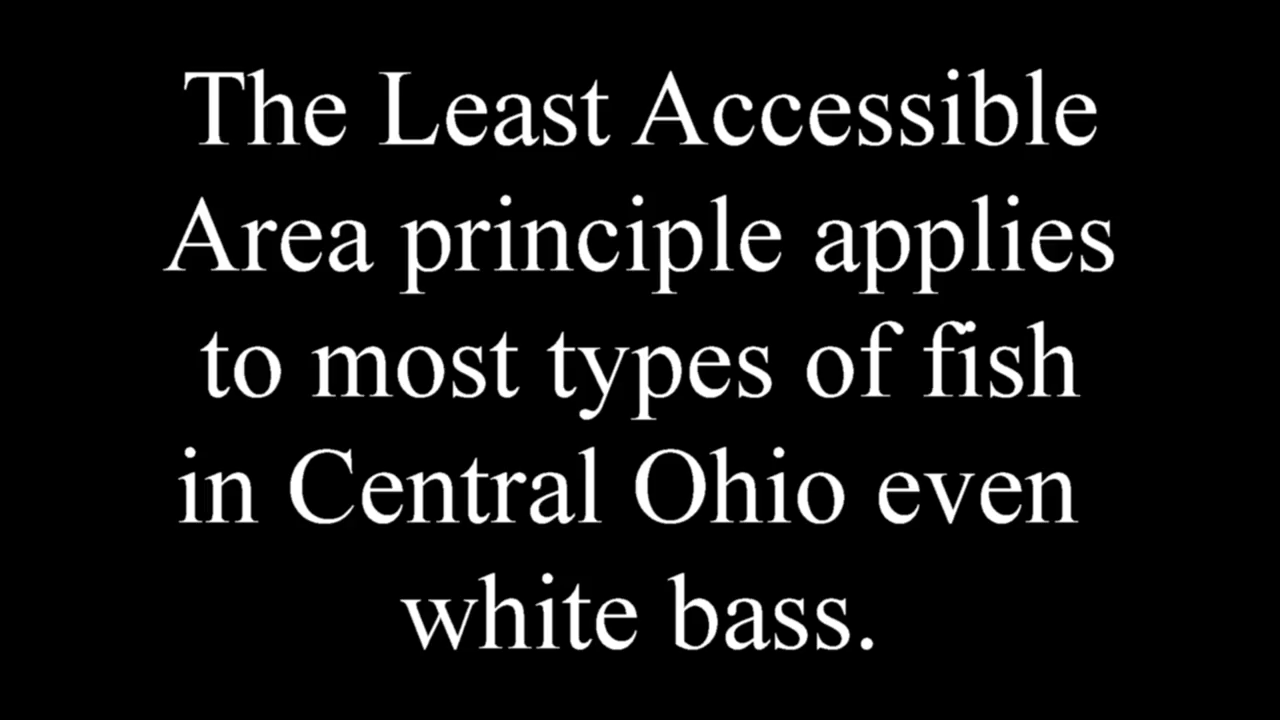 The Least Accessible
Area principle applies
to most types of fish
in Central Ohio even
white bass.